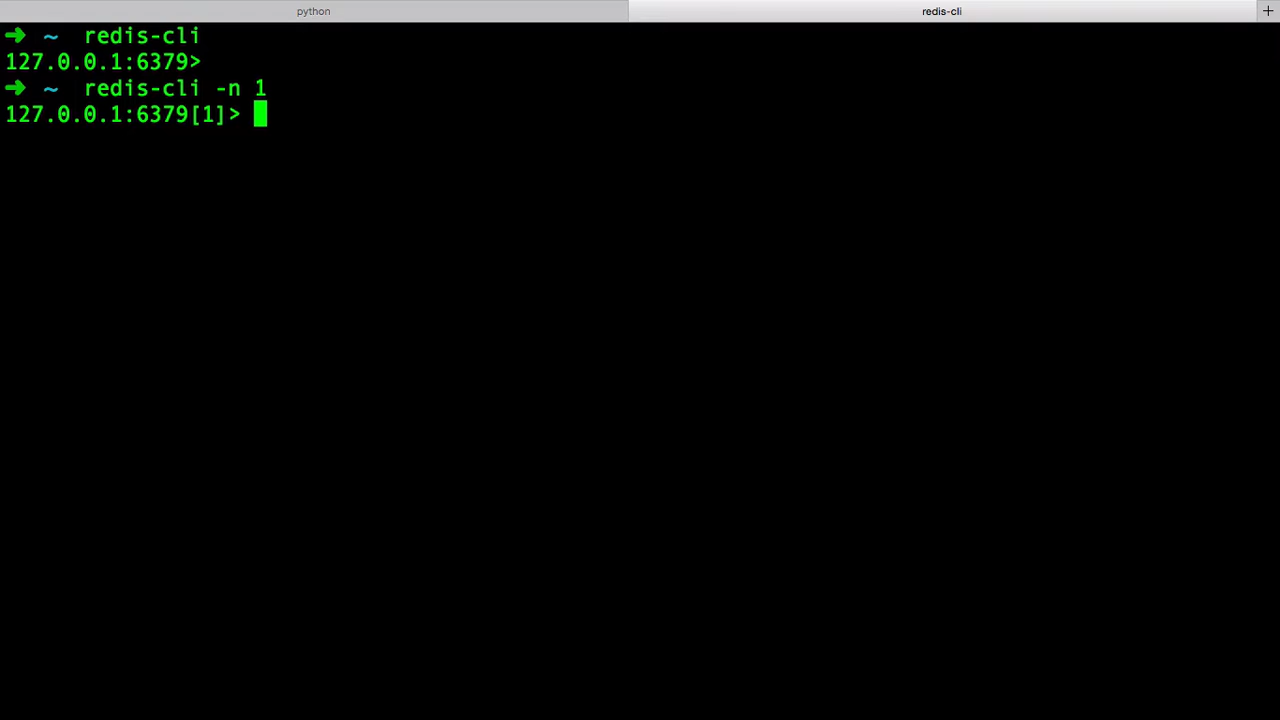 python
redis-cli
+
➜ ~ redis-cli
127.0.0.1:6379>
➜ ~ redis-cli -n 1
127.0.0.1:6379[1]>